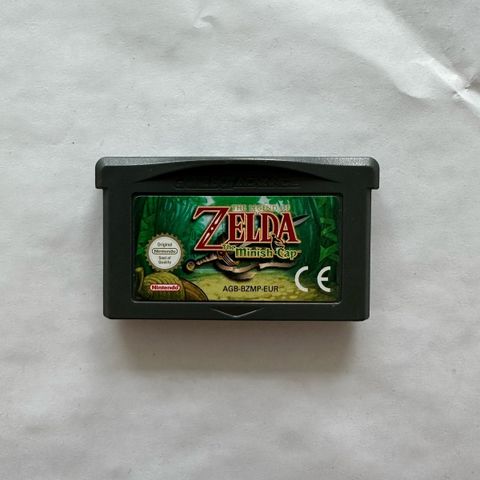 GAME BOY ADVANCE
THE LEGEND OF
ZELDA
The Minish Cap
Original
Nintendo
Seal of
Quality
Nintendo
AGB-BZMP-EUR
CE